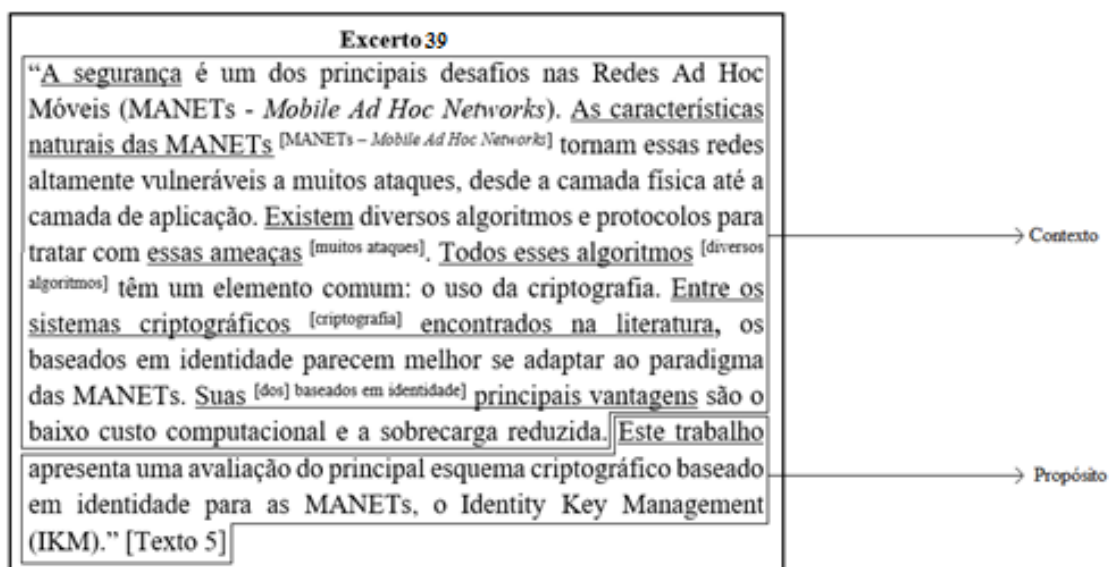 Excerto 39
“A segurança é um dos principais desafios nas Redes Ad Hoc
Móveis (MANETs - Mobile Ad Hoc Networks). As características
naturais das MANETs [MANETs – Mobile Ad Hoc Networks] tornam essas redes
altamente vulneráveis a muitos ataques, desde a camada física até a
camada de aplicação. Existem diversos algoritmos e protocolos para
tratar com essas ameaças [muitos ataques]. Todos esses algoritmos [diversos
algoritmos] têm um elemento comum: o uso da criptografia. Entre os
sistemas criptográficos [criptografia] encontrados na literatura, os
baseados em identidade parecem melhor se adaptar ao paradigma
das MANETs. Suas [dos] baseados em identidade] principais vantagens são o
baixo custo computacional e a sobrecarga reduzida. Este trabalho
apresenta uma avaliação do principal esquema criptográfico baseado
em identidade para as MANETs, o Identity Key Management
(IKM).” [Texto 5]
Contexto
Propósito